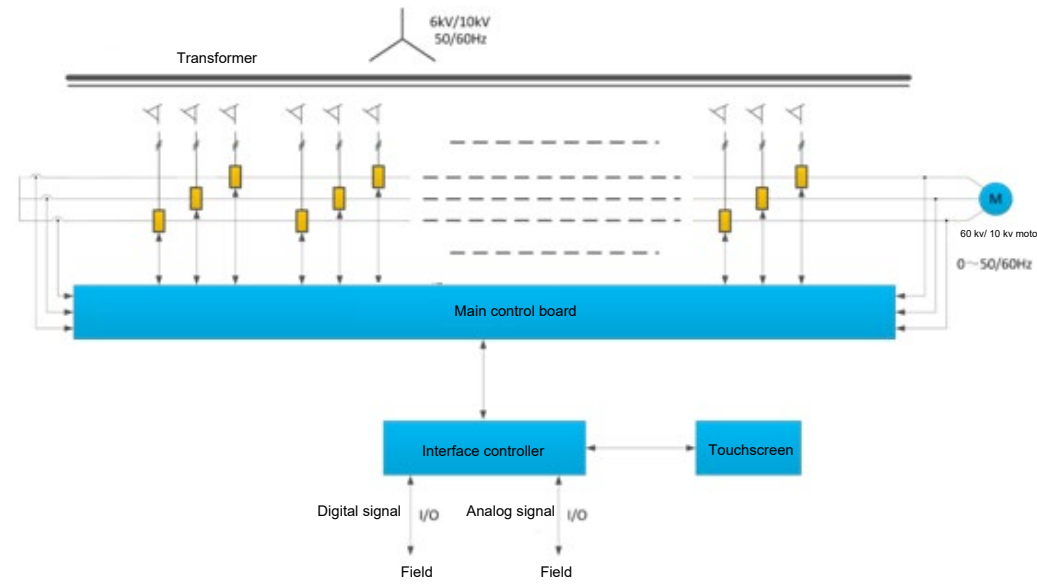 6kV/10kV
50/60Hz
Transformer
M
60 kv/ 10 kv moto
0~50/60Hz
Main control board
Interface controller
Touchscreen
Digital signal
I/O
Analog signal
I/O
Field
Field